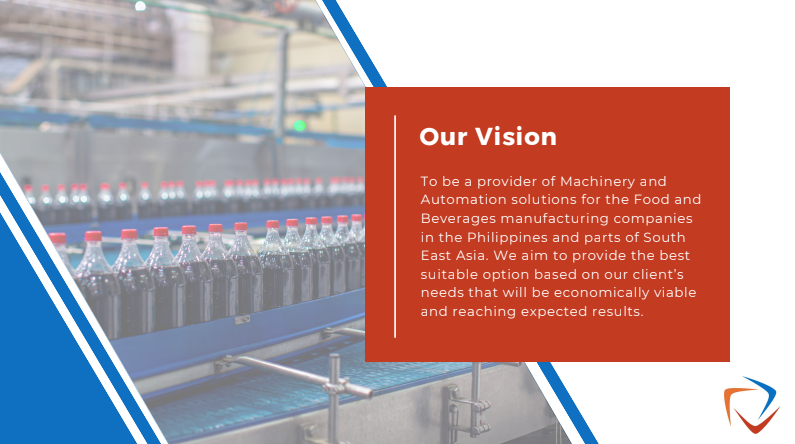 Our Vision
To be a provider of Machinery and
Automation solutions for the Food and
Beverages manufacturing companies
in the Philippines and parts of South
East Asia. We aim to provide the best
suitable option based on our client's
needs that will be economically viable
and reaching expected results.